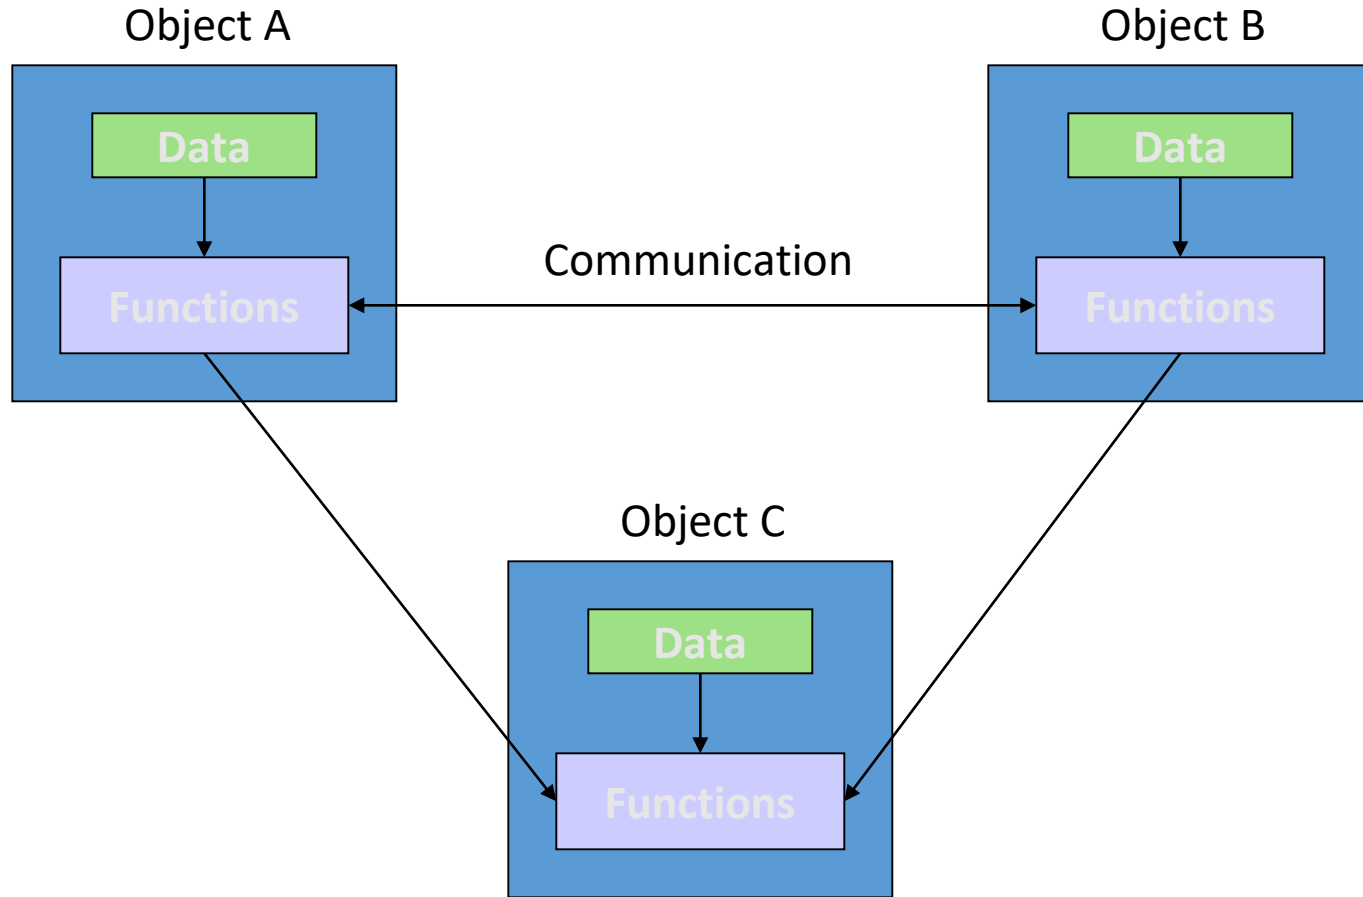 Object A
Object B
Data
Data
Communication
Functions
Functions
Object C
Data
Functions